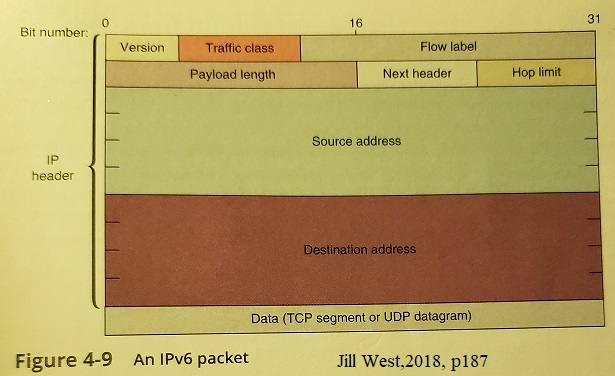 Bit number: 0 16 31
Version Traffic class Flow label
Payload length Next header Hop limit
Source address
IP
header
Destination address
Data (TCP segment or UDP datagram)
Figure 4-9 An IPv6 packet Jill West,2018, p187